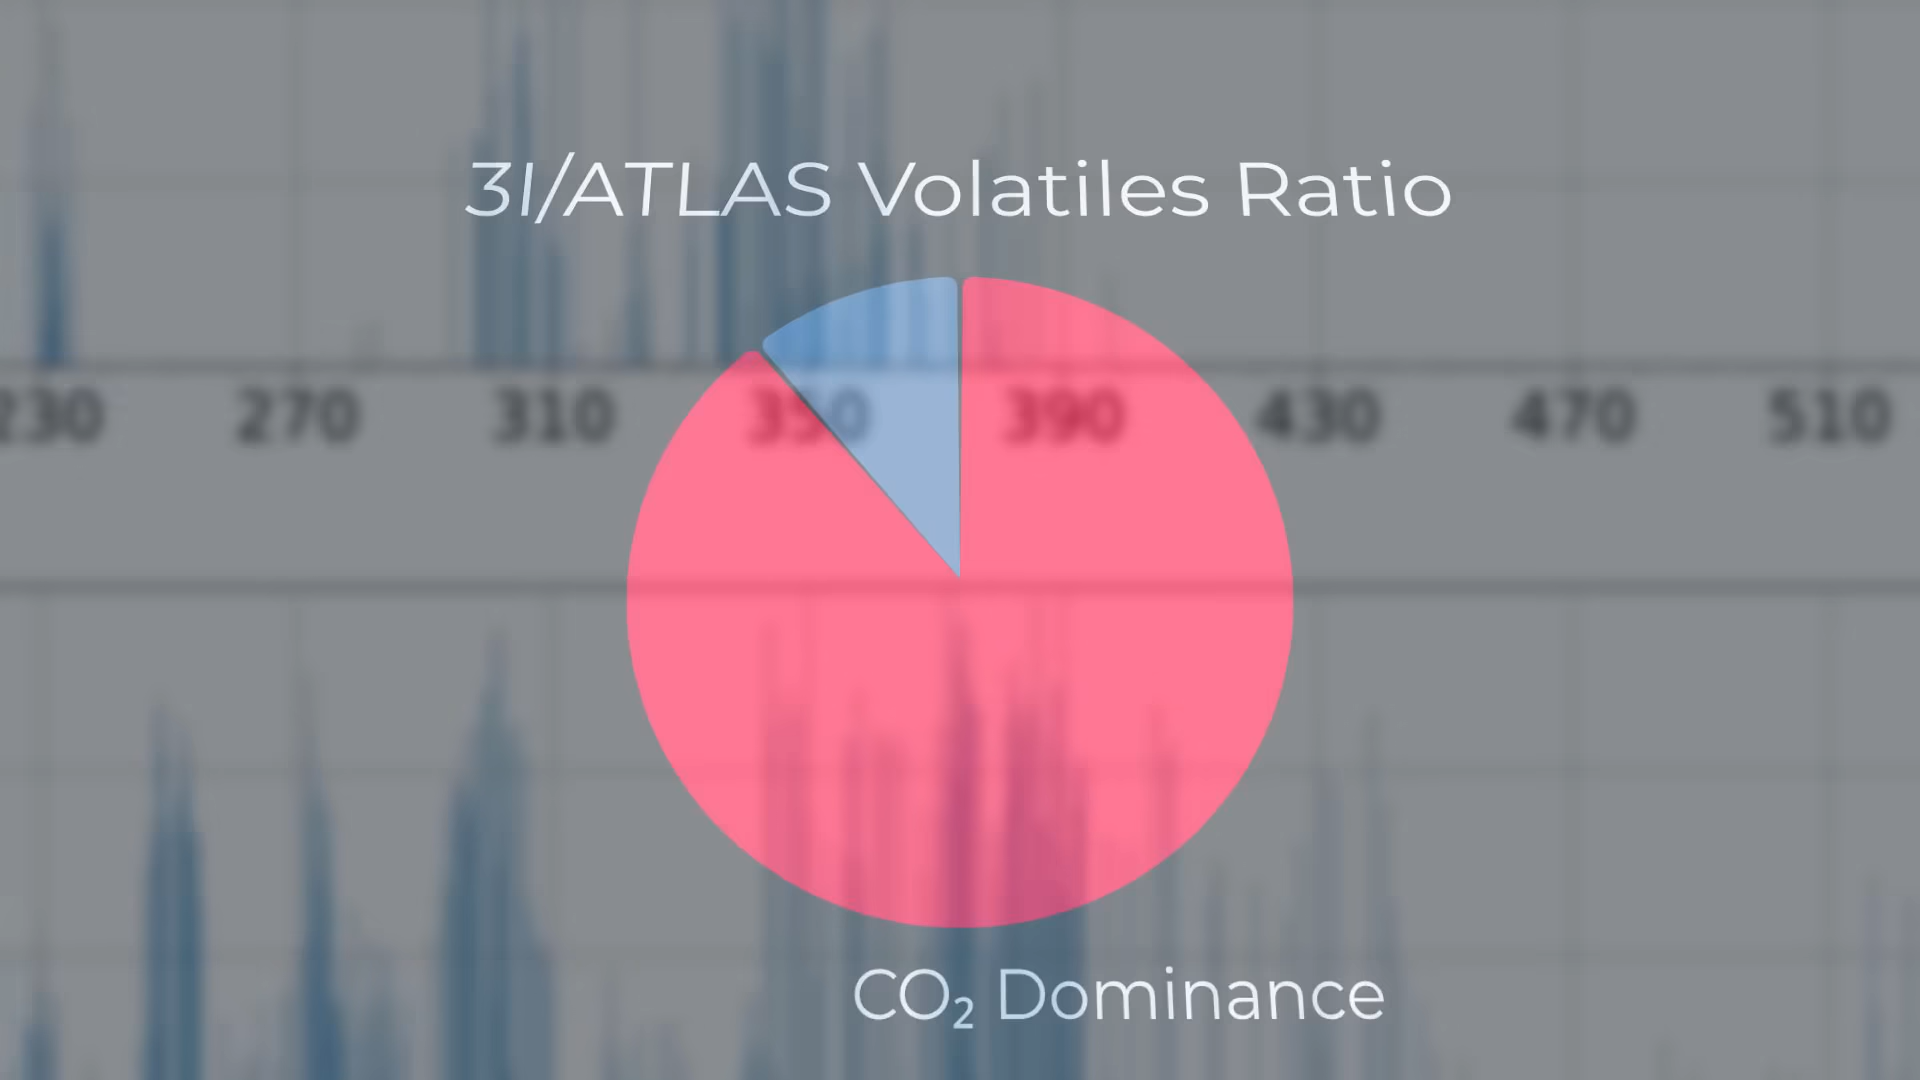 3I/ATLAS Volatiles Ratio
230 270 310 350 390 430 470 510
CO₂ Dominance